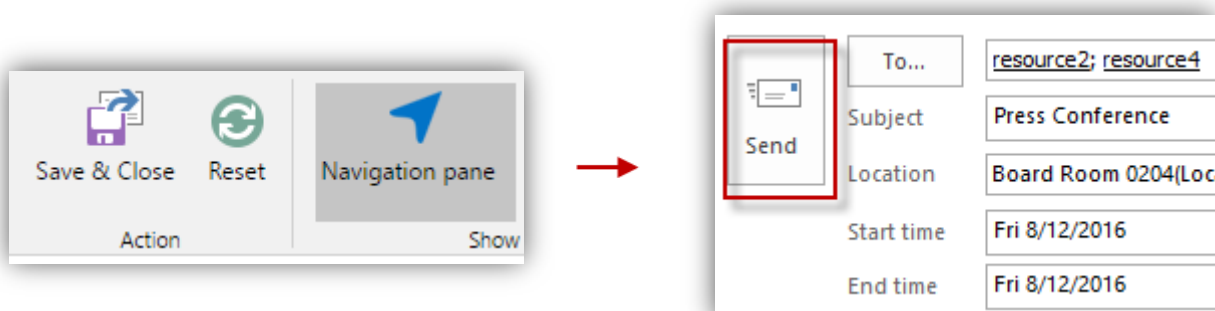 Save & Close
Reset
Navigation pane
Action
Show
Send
To...
resource2; resource4
Subject
Press Conference
Location
Board Room 0204(Loc
Start time
Fri 8/12/2016
End time
Fri 8/12/2016